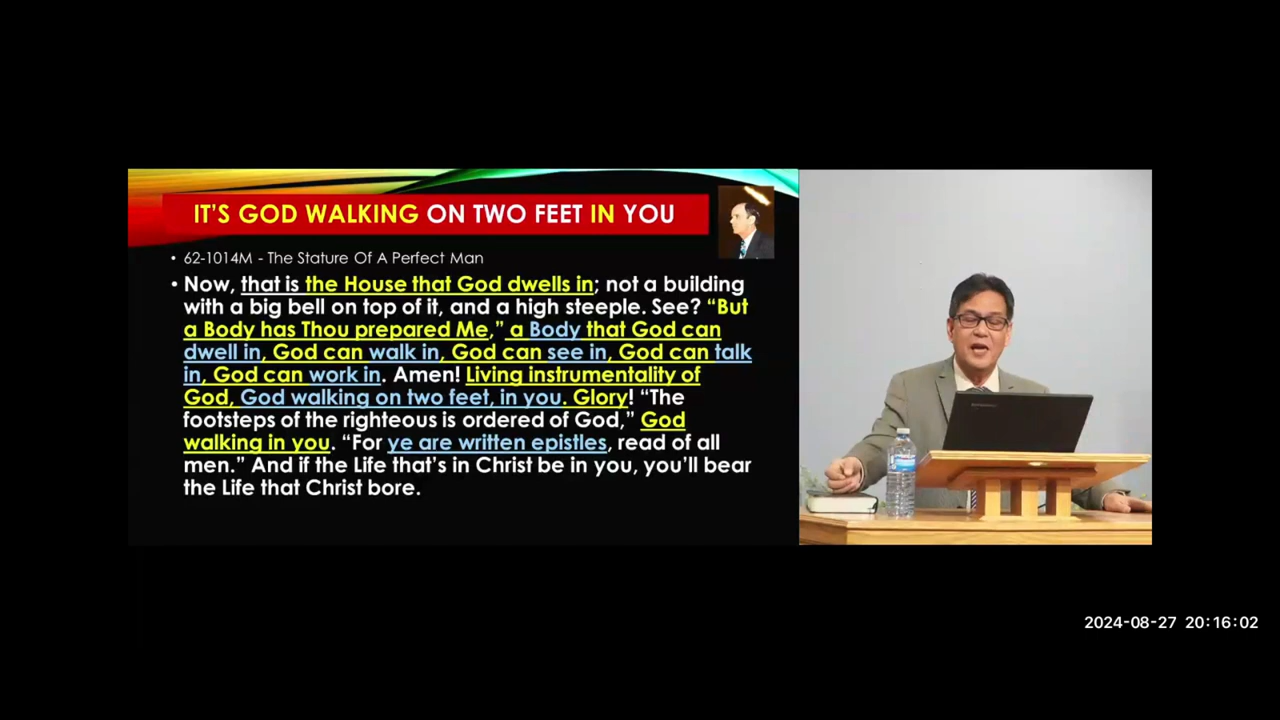 IT'S GOD WALKING ON TWO FEET IN YOU
• 62-1014M - The Stature Of A Perfect Man
• Now, that is the House that God dwells in; not a building
with a big bell on top of it, and a high steeple. See? “But
a Body has Thou prepared Me,” a Body that God can
dwell in, God can walk in, God can see in, God can talk
in, God can work in. Amen! Living instrumentality of
God, God walking on two feet, in you. Glory! “The
footsteps of the righteous is ordered of God,” God
walking in you. “For ye are written epistles, read of all
men.” And if the Life that’s in Christ be in you, you’ll bear
the Life that Christ bore.
2024-08-27 20:16:02